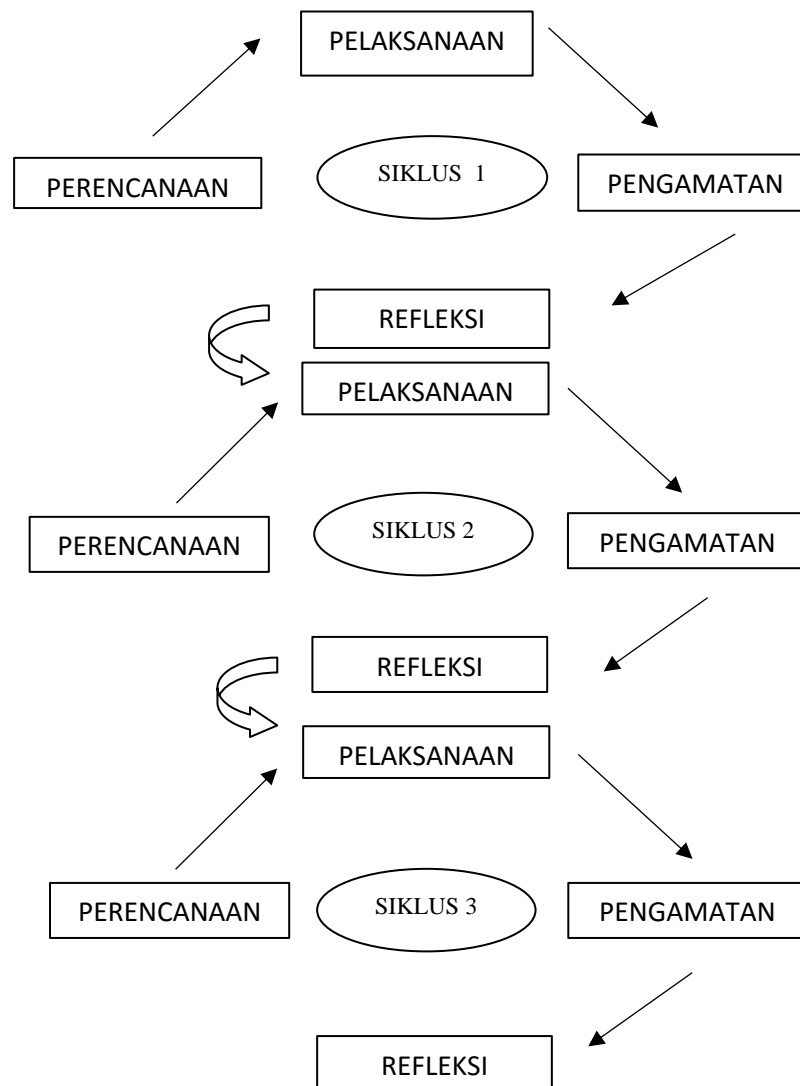 PELAKSANAAN
PERENCANAAN
SIKLUS 1
PENGAMATAN
REFLEKSI
PELAKSANAAN
PERENCANAAN
SIKLUS 2
PENGAMATAN
REFLEKSI
PELAKSANAAN
PERENCANAAN
SIKLUS 3
PENGAMATAN
REFLEKSI